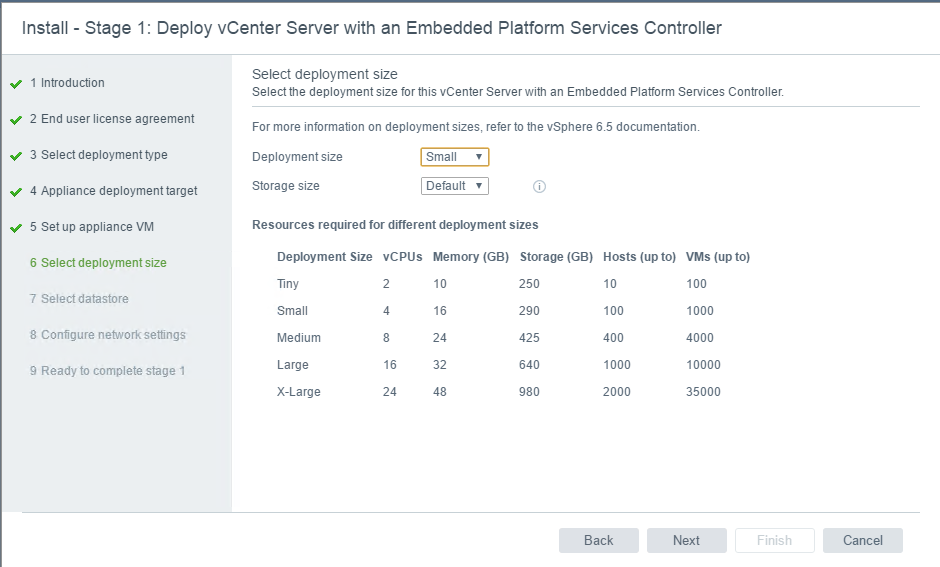 Install - Stage 1: Deploy vCenter Server with an Embedded Platform Services Controller
1 Introduction
2 End user license agreement
3 Select deployment type
4 Appliance deployment target
5 Set up appliance VM
6 Select deployment size
7 Select datastore
8 Configure network settings
9 Ready to complete stage 1
Select deployment size
Select the deployment size for this vCenter Server with an Embedded Platform Services Controller.
For more information on deployment sizes, refer to the vSphere 6.5 documentation.
Deployment size Small
Storage size Default
Resources required for different deployment sizes
Deployment Size vCPUs Memory (GB) Storage (GB) Hosts (up to) VMs (up to)
Tiny 2 10 250 10 100
Small 4 16 290 100 1000
Medium 8 24 425 400 4000
Large 16 32 640 1000 10000
X-Large 24 48 980 2000 35000
Back Next Finish Cancel